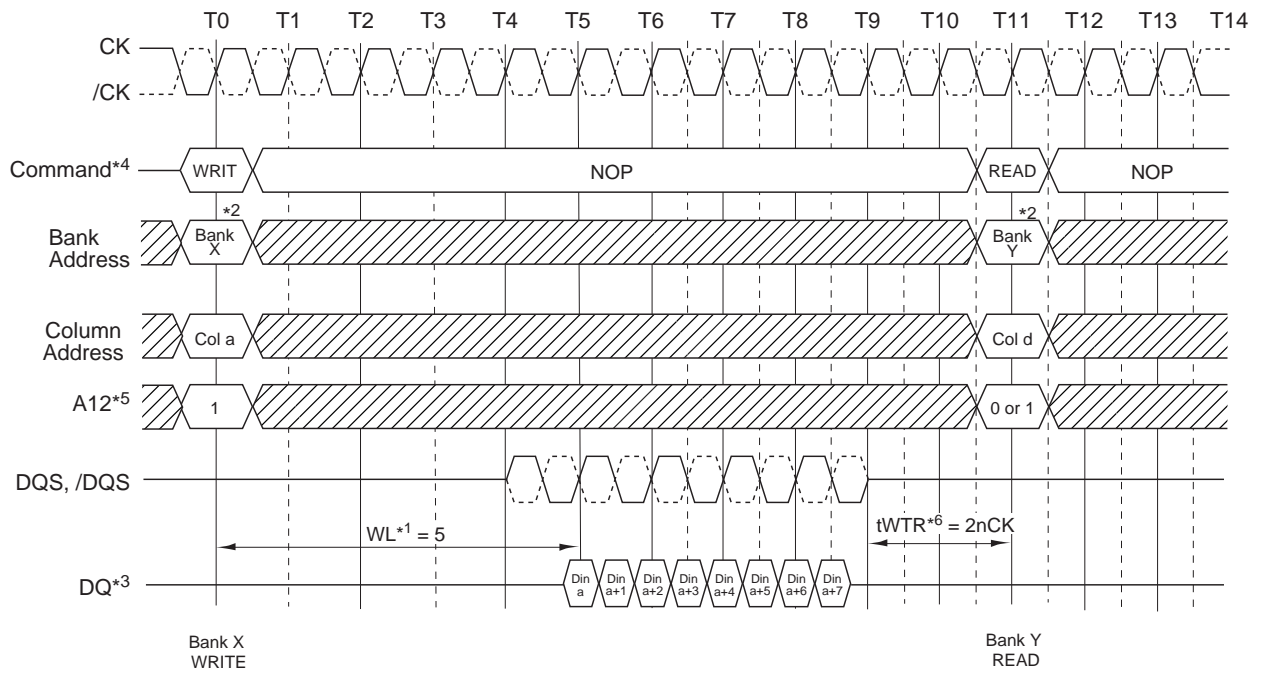 T0 T1 T2 T3 T4 T5 T6 T7 T8 T9 T10 T11 T12 T13 T14
CK
/CK
Command*4 WRIT NOP READ NOP
*2 *2
Bank Address Bank X Bank Y
Column Address Col a Col d
A12*5 1 0 or 1
DQS, /DQS
WL*1 = 5 tWTR*6 = 2nCK
DQ*3 Din a Din a+1 Din a+2 Din a+3 Din a+4 Din a+5 Din a+6 Din a+7
Bank X Bank Y
WRITE READ